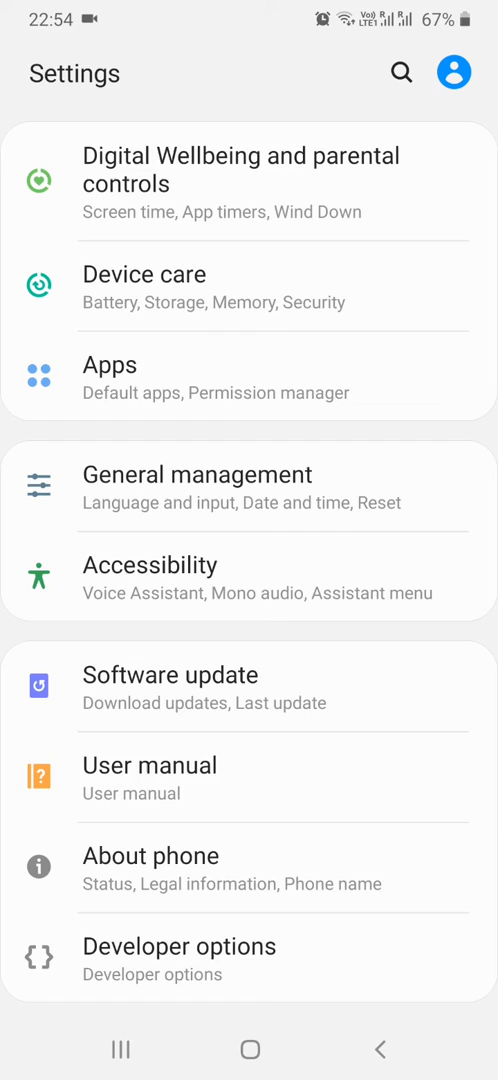 22:54 Vo) R R 67%
LTE1
Settings
Digital Wellbeing and parental
controls
Screen time, App timers, Wind Down
Device care
Battery, Storage, Memory, Security
Apps
Default apps, Permission manager
General management
Language and input, Date and time, Reset
Accessibility
Voice Assistant, Mono audio, Assistant menu
Software update
Download updates, Last update
?
User manual
User manual
About phone
Status, Legal information, Phone name
Developer options
Developer options